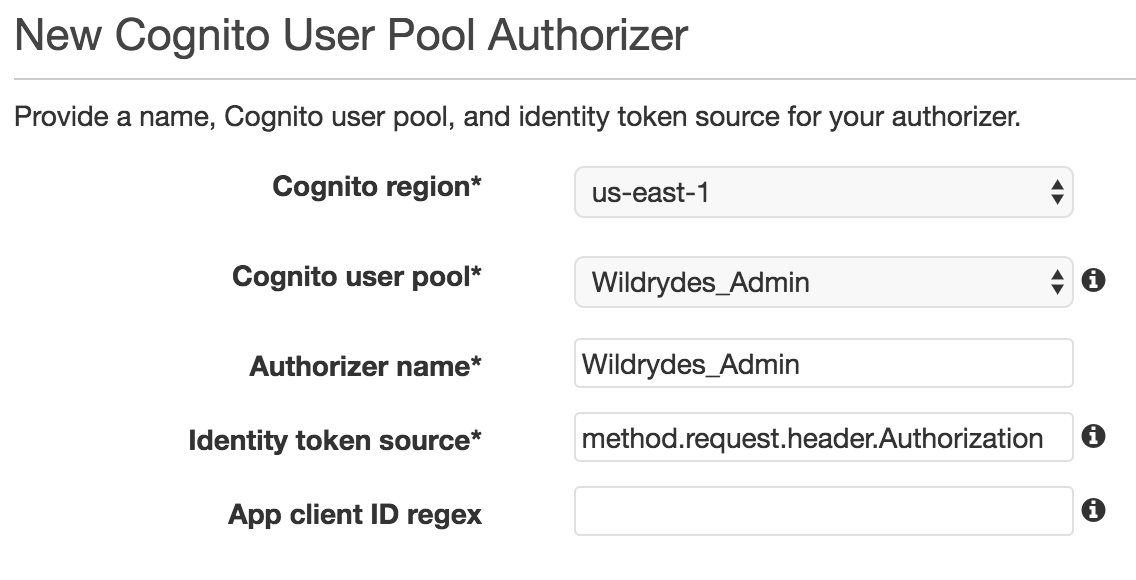 New Cognito User Pool Authorizer
Provide a name, Cognito user pool, and identity token source for your authorizer.
Cognito region* us-east-1
Cognito user pool* Wildrydes_Admin
Authorizer name* Wildrydes_Admin
Identity token source* method.request.header.Authorization
App client ID regex